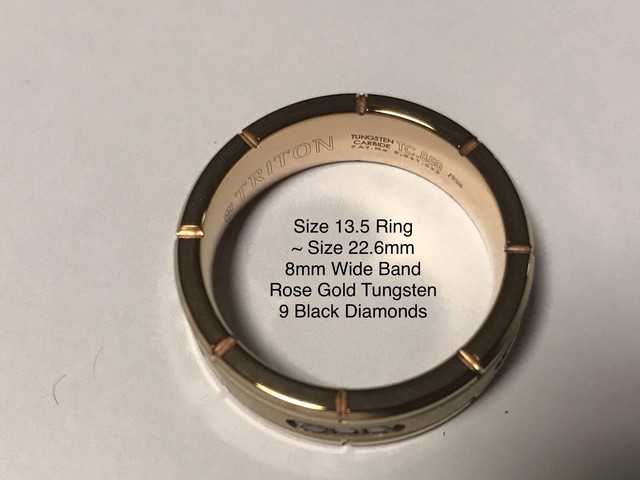 TRITON
TUNGSTEN
CARBIDE
TC.850
Size 13.5 Ring
~ Size 22.6mm
8mm Wide Band
Rose Gold Tungsten
9 Black Diamonds